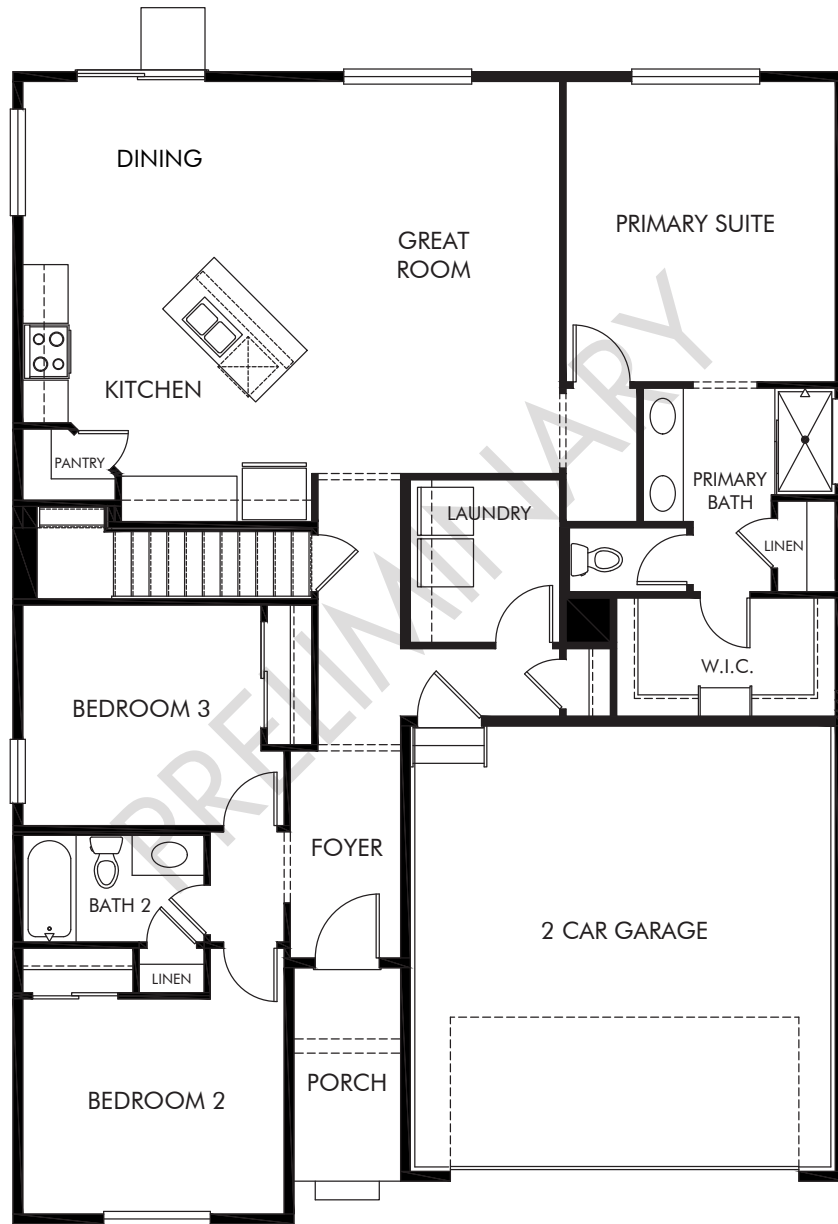 DINING
GREAT
ROOM
PRIMARY SUITE
KITCHEN
PANTRY
LAUNDRY
PRIMARY
BATH
LINEN
W.I.C.
BEDROOM 3
FOYER
BATH 2
LINEN
2 CAR GARAGE
PORCH
BEDROOM 2
PRELIMINARY